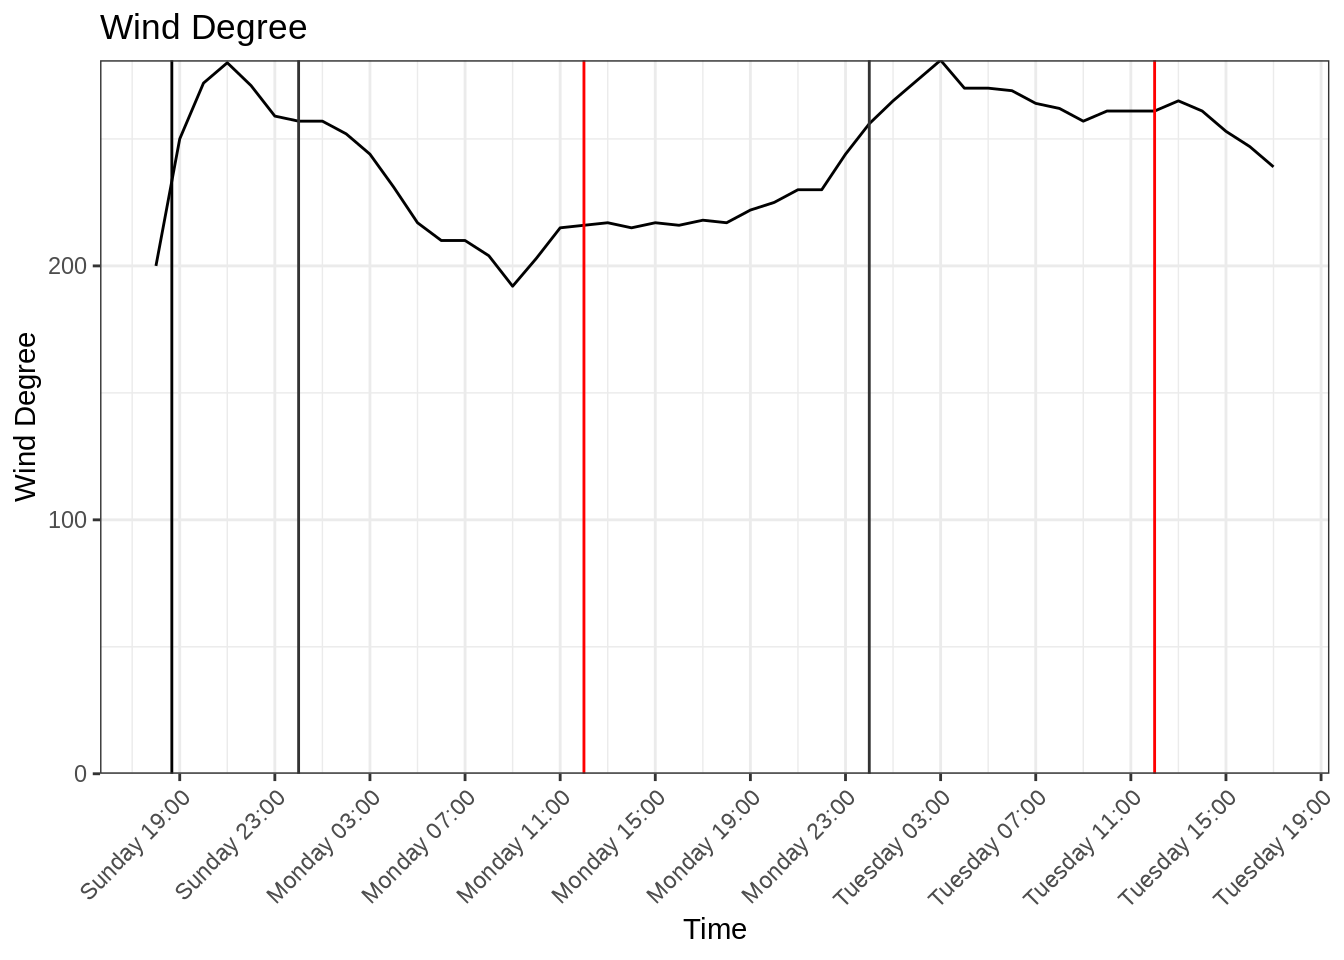 Wind Degree
Wind Degree
200
100
0
Sunday 19:00
Sunday 23:00
Monday 03:00
Monday 07:00
Monday 11:00
Monday 15:00
Monday 19:00
Monday 23:00
Tuesday 03:00
Tuesday 07:00
Tuesday 11:00
Tuesday 15:00
Tuesday 19:00
Time